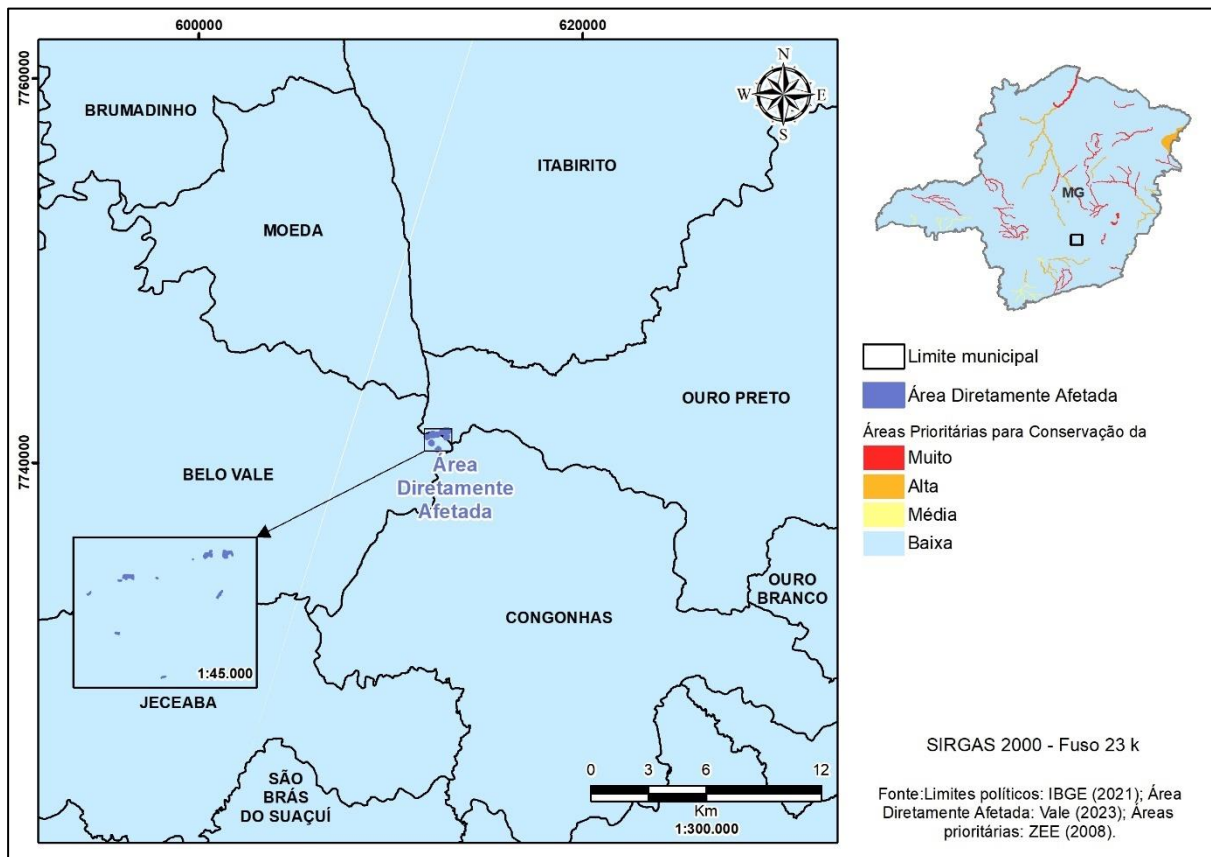 600000
620000
7760000
7740000
N
W E
S
BRUMADINHO
ITABIRITO
MOEDA
OURO PRETO
BELO VALE
Área
Diretamente
Afetada
OURO
BRANCO
CONGONHAS
1:45.000
JECEABA
SÃO
BRÁS
DO SUAÇUÍ
0 3 6 12
Km
1:300.000
MG
Limite municipal
Área Diretamente Afetada
Áreas Prioritárias para Conservação da
Muito
Alta
Média
Baixa
SIRGAS 2000 - Fuso 23 k
Fonte:Limites políticos: IBGE (2021); Área
Diretamente Afetada: Vale (2023); Áreas
prioritárias: ZEE (2008).